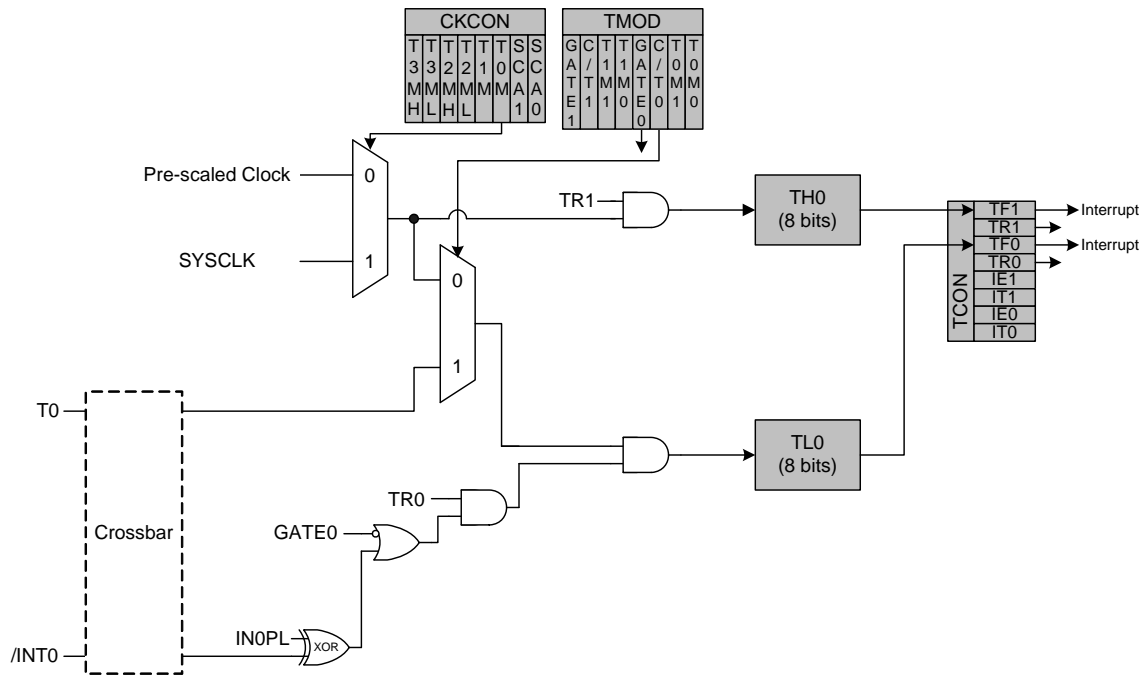 CKCON
T3MH
T3ML
T2MH
T2ML
T1M
T0M
SCA1
SCA0
TMOD
GATE1
C/T1
T1M1
T1M0
GATE0
C/T0
T0M1
T0M0
Pre-scaled Clock
0
SYSCLK
1
TR1
TH0
(8 bits)
TCON
TF1
TR1
TF0
TR0
IE1
IT1
IE0
IT0
Interrupt
Interrupt
0
1
T0
Crossbar
/INT0
TL0
(8 bits)
TR0
GATE0
IN0PL
XOR